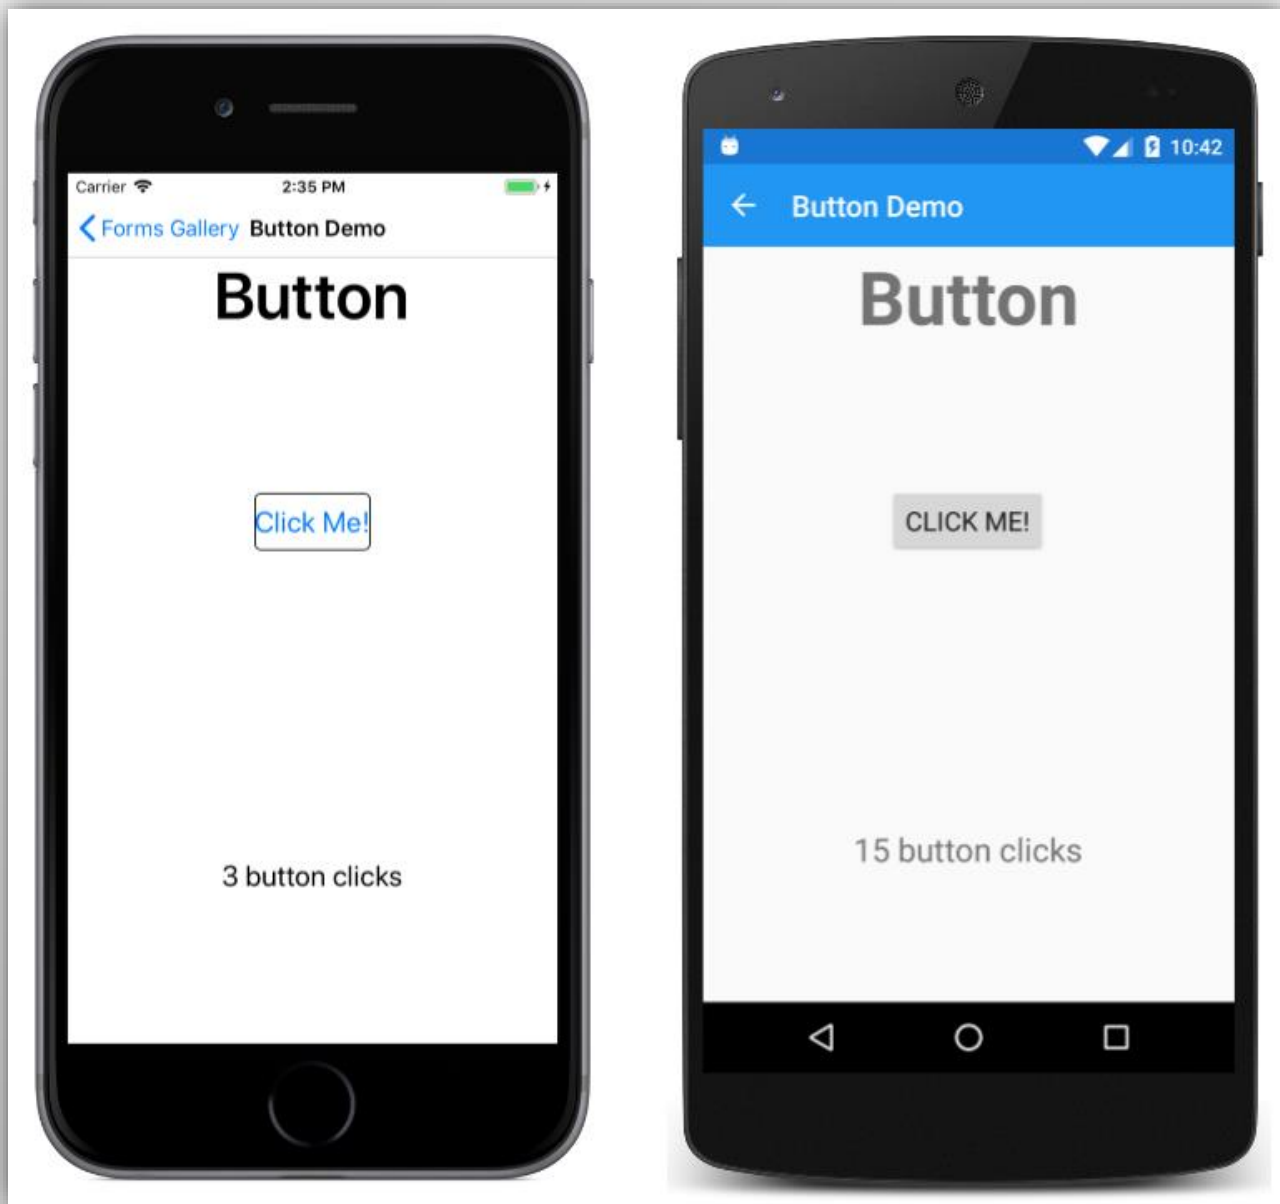 Carrier 2:35 PM
Forms Gallery Button Demo
Button
Click Me!
3 button clicks
10:42
Button Demo
Button
CLICK ME!
15 button clicks